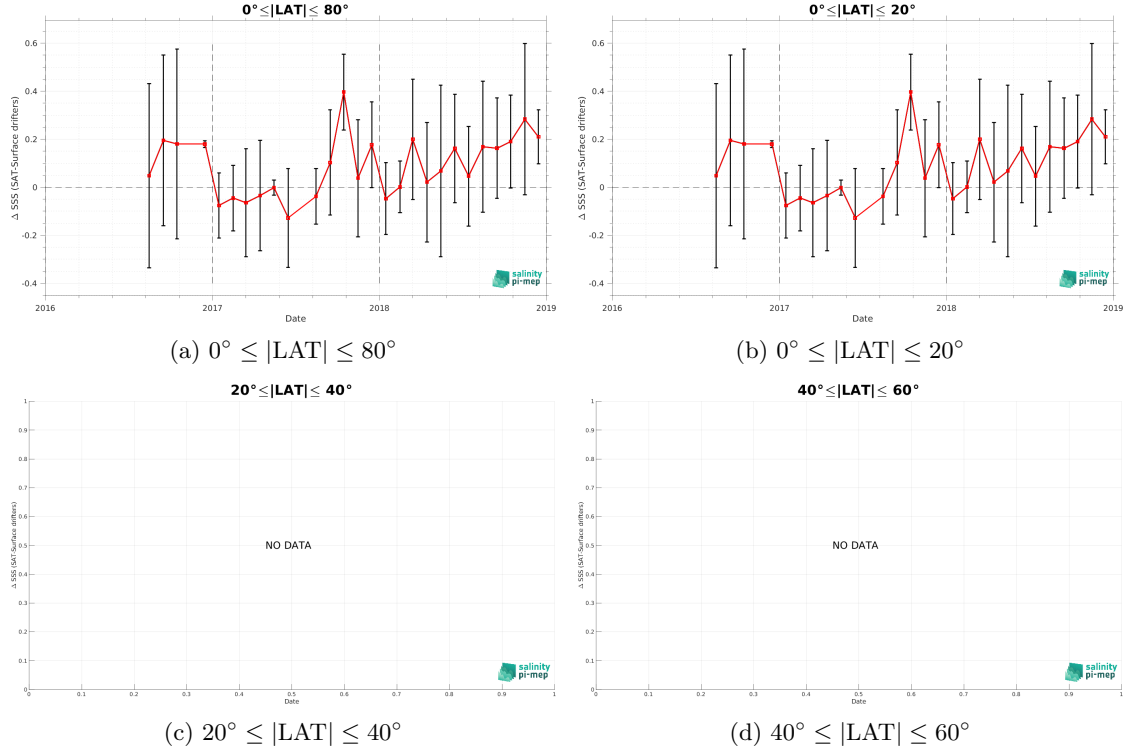 0°≤|LAT|≤ 80°
Δ SSS (SAT-Surface drifters)
0.6
0.4
0.2
0
-0.2
-0.4
2016
2017
2018
2019
Date
salinity
pi-mep
(a) 0° ≤ |LAT| ≤ 80°
0°≤|LAT|≤ 20°
Δ SSS (SAT-Surface drifters)
0.6
0.4
0.2
0
-0.2
-0.4
2016
2017
2018
2019
Date
salinity
pi-mep
(b) 0° ≤ |LAT| ≤ 20°
20°≤|LAT|≤ 40°
Δ SSS (SAT-Surface drifters)
1
0.9
0.8
0.7
0.6
0.5
0.4
0.3
0.2
0.1
0
NO DATA
0
0.1
0.2
0.3
0.4
0.5
0.6
0.7
0.8
0.9
1
Date
salinity
pi-mep
(c) 20° ≤ |LAT| ≤ 40°
40°≤|LAT|≤ 60°
Δ SSS (SAT-Surface drifters)
1
0.9
0.8
0.7
0.6
0.5
0.4
0.3
0.2
0.1
0
NO DATA
0
0.1
0.2
0.3
0.4
0.5
0.6
0.7
0.8
0.9
1
Date
salinity
pi-mep
(d) 40° ≤ |LAT| ≤ 60°